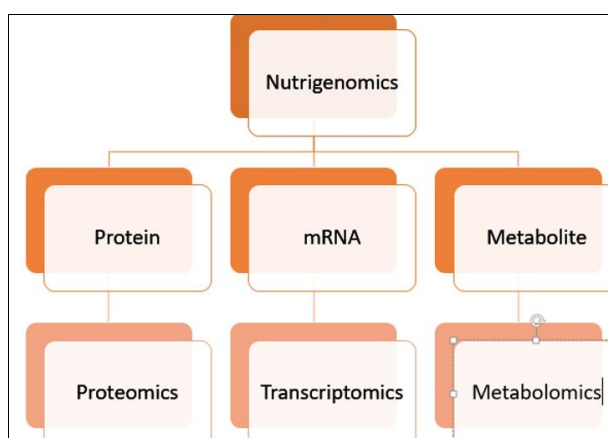 Nutrigenomics
Protein
mRNA
Metabolite
Proteomics
Transcriptomics
Metabolomics